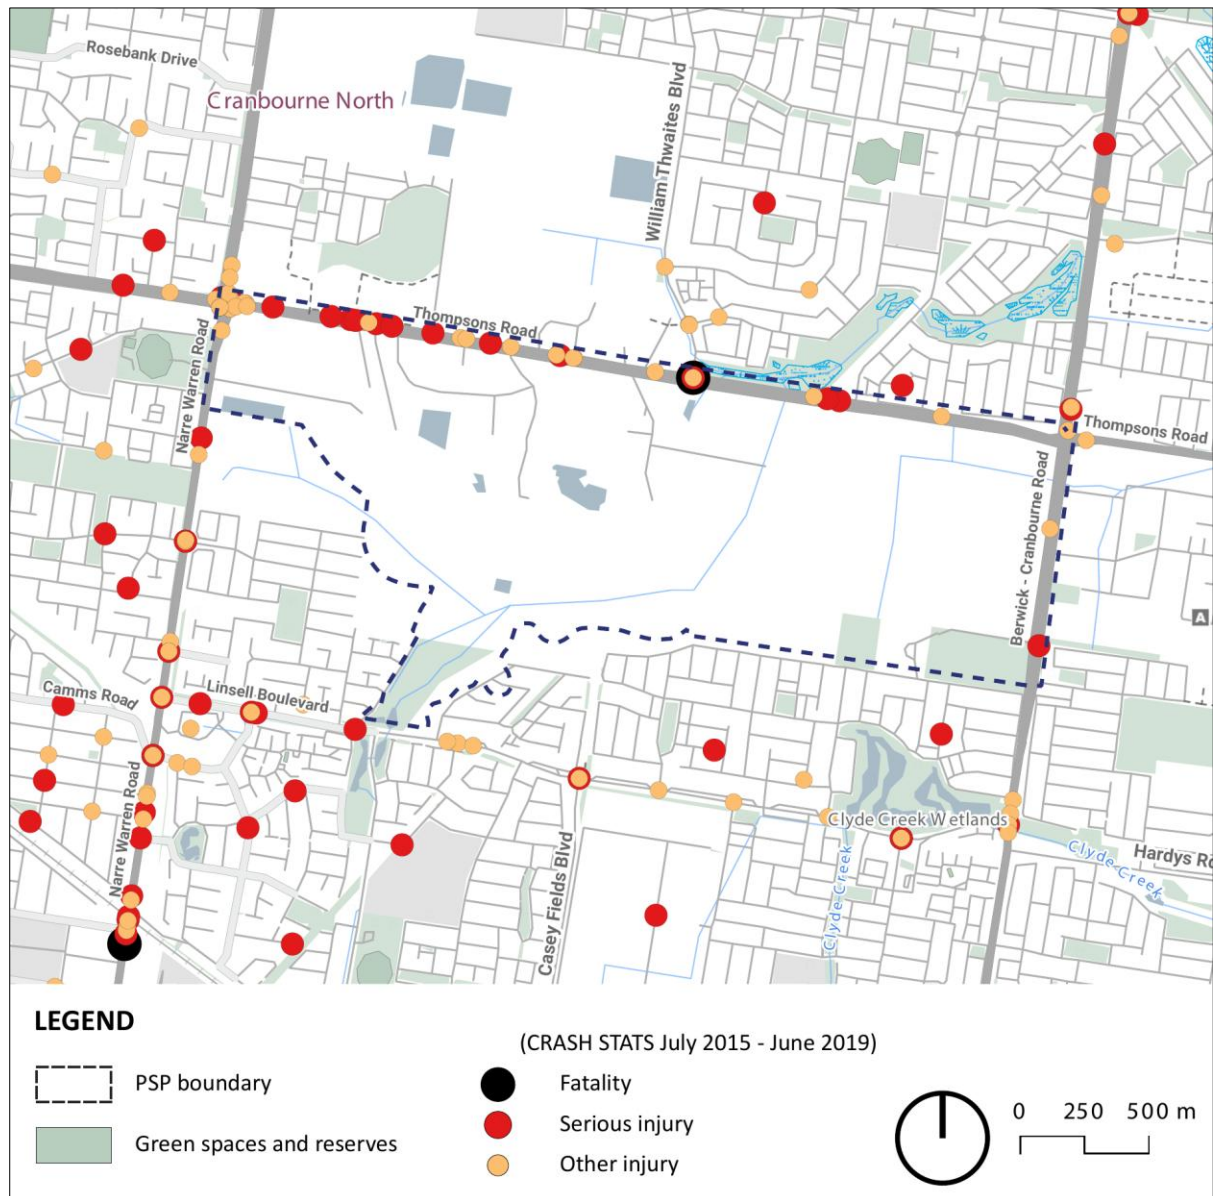 Rosebank Drive
Cranbourne North
William Thwaites Blvd
Thompsons Road
Narre Warren Road
Thompsons Road
Berwick - Cranbourne Road
A
Camms Road
Linsell Boulevard
Narre Warren Road
Casey Fields Blvd
Clyde Creek Wetlands
Clyde Creek
Clyde Creek
Hardys Ro
LEGEND
(CRASH STATS July 2015 - June 2019)
PSP boundary
Fatality
Serious injury
Green spaces and reserves
Other injury
0 250 500 m